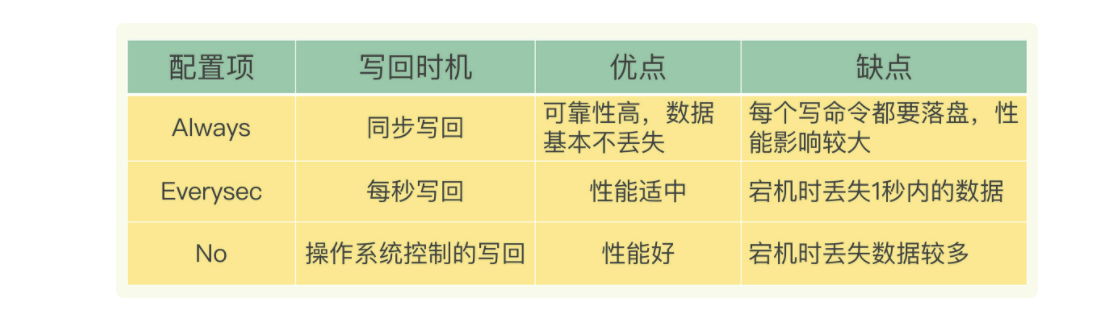 配置项 写回时机 优点 缺点
Always 同步写回 可靠性高，数据基本不丢失 每个写命令都要落盘，性能影响较大
Everysec 每秒写回 性能适中 宕机时丢失1秒内的数据
No 操作系统控制的写回 性能好 宕机时丢失数据较多